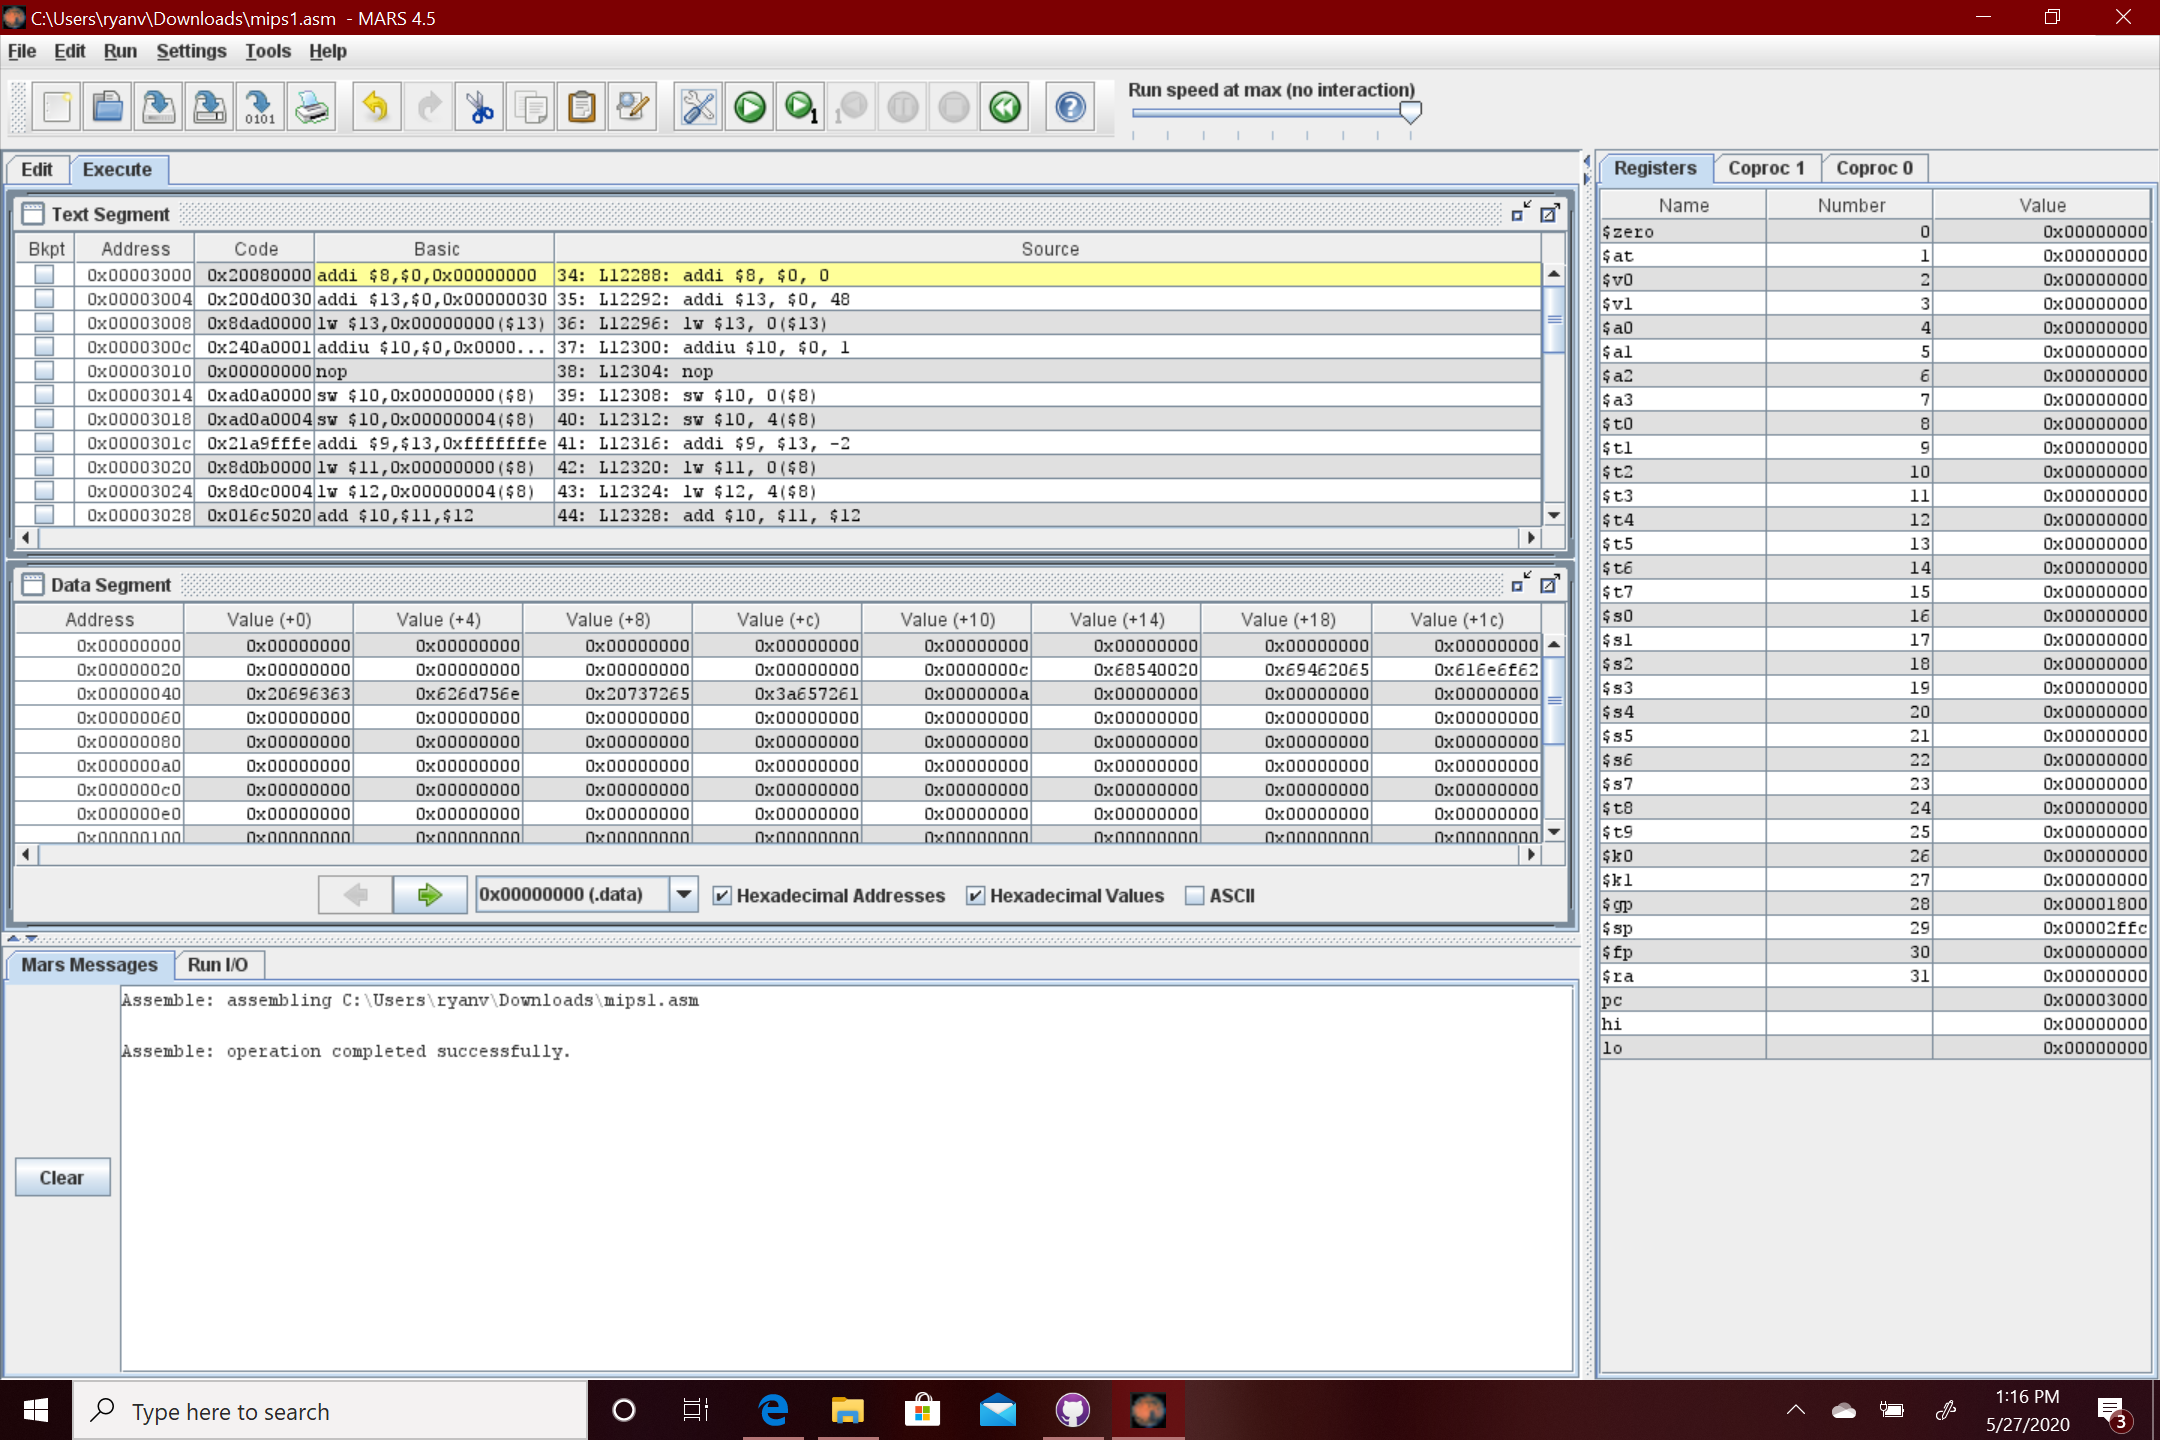 C:\Users\ryanv\Downloads\mips1.asm - MARS 4.5
File Edit Run Settings Tools Help
Run speed at max (no interaction)
Edit Execute
Text Segment
Bkpt Address Code Basic Source
0x00003000 0x20080000 addi $8,$0,0x00000000 34: L12288: addi $8, $0, 0
0x00003004 0x200d0030 addi $13,$0,0x00000030 35: L12292: addi $13, $0, 48
0x00003008 0x8dad0000 lw $13,0x00000000($13) 36: L12296: lw $13, 0($13)
0x0000300c 0x240a0001 addiu $10,$0,0x0000... 37: L12300: addiu $10, $0, 1
0x00003010 0x00000000 nop 38: L12304: nop
0x00003014 0xad0a0000 sw $10,0x00000000($8) 39: L12308: sw $10, 0($8)
0x00003018 0xad0a0004 sw $10,0x00000004($8) 40: L12312: sw $10, 4($8)
0x0000301c 0x21a9fffe addi $9,$13,0xfffffffe 41: L12316: addi $9, $13, -2
0x00003020 0x8d0b0000 lw $11,0x00000000($8) 42: L12320: lw $11, 0($8)
0x00003024 0x8d0c0004 lw $12,0x00000004($8) 43: L12324: lw $12, 4($8)
0x00003028 0x016c5020 add $10,$11,$12 44: L12328: add $10, $11, $12
Data Segment
Address Value (+0) Value (+4) Value (+8) Value (+c) Value (+10) Value (+14) Value (+18) Value (+1c)
0x00000000 0x00000000 0x00000000 0x00000000 0x00000000 0x00000000 0x00000000 0x00000000 0x00000000
0x00000020 0x00000000 0x00000000 0x00000000 0x00000000 0x0000000c 0x68540020 0x69462065 0x616e6f62
0x00000040 0x20696363 0x626d756e 0x20737265 0x3a657261 0x0000000a 0x00000000 0x00000000 0x00000000
0x00000060 0x00000000 0x00000000 0x00000000 0x00000000 0x00000000 0x00000000 0x00000000 0x00000000
0x00000080 0x00000000 0x00000000 0x00000000 0x00000000 0x00000000 0x00000000 0x00000000 0x00000000
0x000000a0 0x00000000 0x00000000 0x00000000 0x00000000 0x00000000 0x00000000 0x00000000 0x00000000
0x000000c0 0x00000000 0x00000000 0x00000000 0x00000000 0x00000000 0x00000000 0x00000000 0x00000000
0x000000e0 0x00000000 0x00000000 0x00000000 0x00000000 0x00000000 0x00000000 0x00000000 0x00000000
0x00000100 0x00000000 0x00000000 0x00000000 0x00000000 0x00000000 0x00000000 0x00000000 0x00000000
0x00000000 (.data) Hexadecimal Addresses Hexadecimal Values ASCII
Mars Messages Run I/O
Assemble: assembling C:\Users\ryanv\Downloads\mips1.asm
Assemble: operation completed successfully.
Clear
Registers Coproc 1 Coproc 0
Name Number Value
$zero 0 0x00000000
$at 1 0x00000000
$v0 2 0x00000000
$v1 3 0x00000000
$a0 4 0x00000000
$a1 5 0x00000000
$a2 6 0x00000000
$a3 7 0x00000000
$t0 8 0x00000000
$t1 9 0x00000000
$t2 10 0x00000000
$t3 11 0x00000000
$t4 12 0x00000000
$t5 13 0x00000000
$t6 14 0x00000000
$t7 15 0x00000000
$s0 16 0x00000000
$s1 17 0x00000000
$s2 18 0x00000000
$s3 19 0x00000000
$s4 20 0x00000000
$s5 21 0x00000000
$s6 22 0x00000000
$s7 23 0x00000000
$t8 24 0x00000000
$t9 25 0x00000000
$k0 26 0x00000000
$k1 27 0x00000000
$gp 28 0x00001800
$sp 29 0x00002ffc
$fp 30 0x00000000
$ra 31 0x00000000
pc 0x00003000
hi 0x00000000
lo 0x00000000
Type here to search
1:16 PM
5/27/2020
3